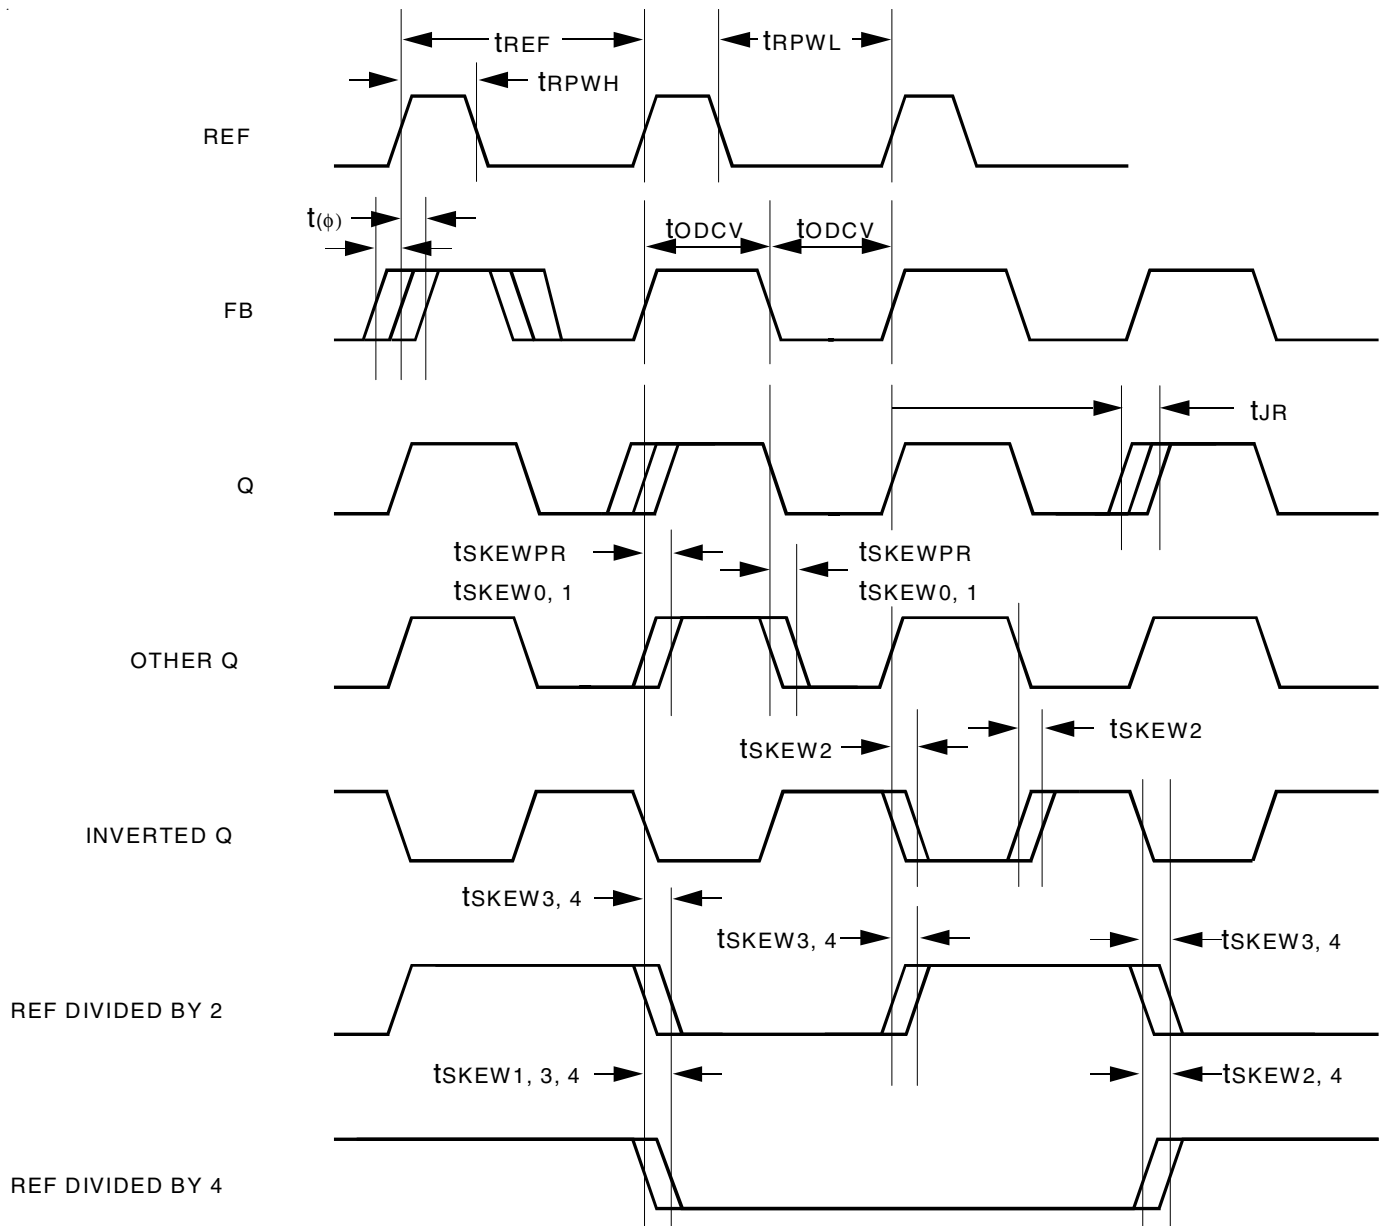 tREF
tRPWL
tRPWH
REF
t(ϕ)
tODCV
tODCV
FB
tJR
Q
tSKEWPR
tSKEW0, 1
tSKEWPR
tSKEW0, 1
OTHER Q
tSKEW2
tSKEW2
INVERTED Q
tSKEW3, 4
tSKEW3, 4
tSKEW3, 4
REF DIVIDED BY 2
tSKEW1, 3, 4
tSKEW2, 4
REF DIVIDED BY 4